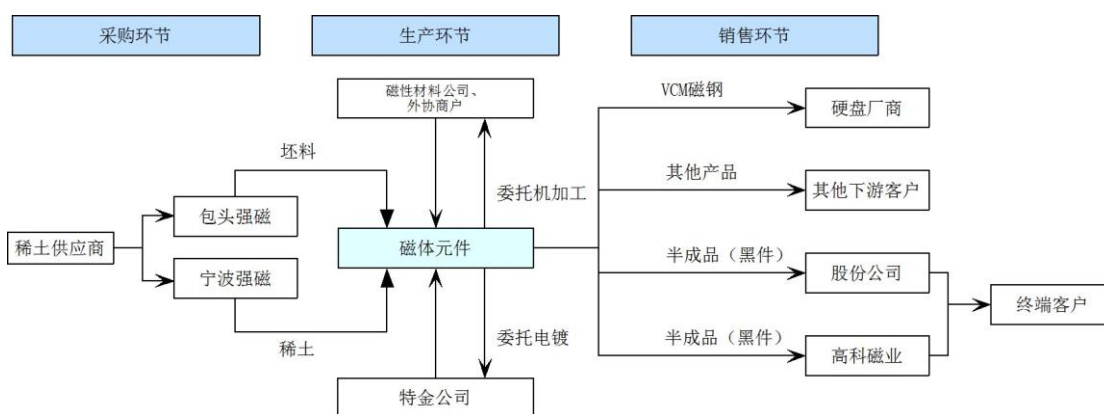 采购环节
生产环节
销售环节
磁性材料公司、
外协商户
VCM磁钢
硬盘厂商
坯料
委托机加工
其他产品
其他下游客户
包头强磁
稀土供应商
磁体元件
半成品（黑件）
股份公司
宁波强磁
终端客户
稀土
委托电镀
半成品（黑件）
高科磁业
特金公司